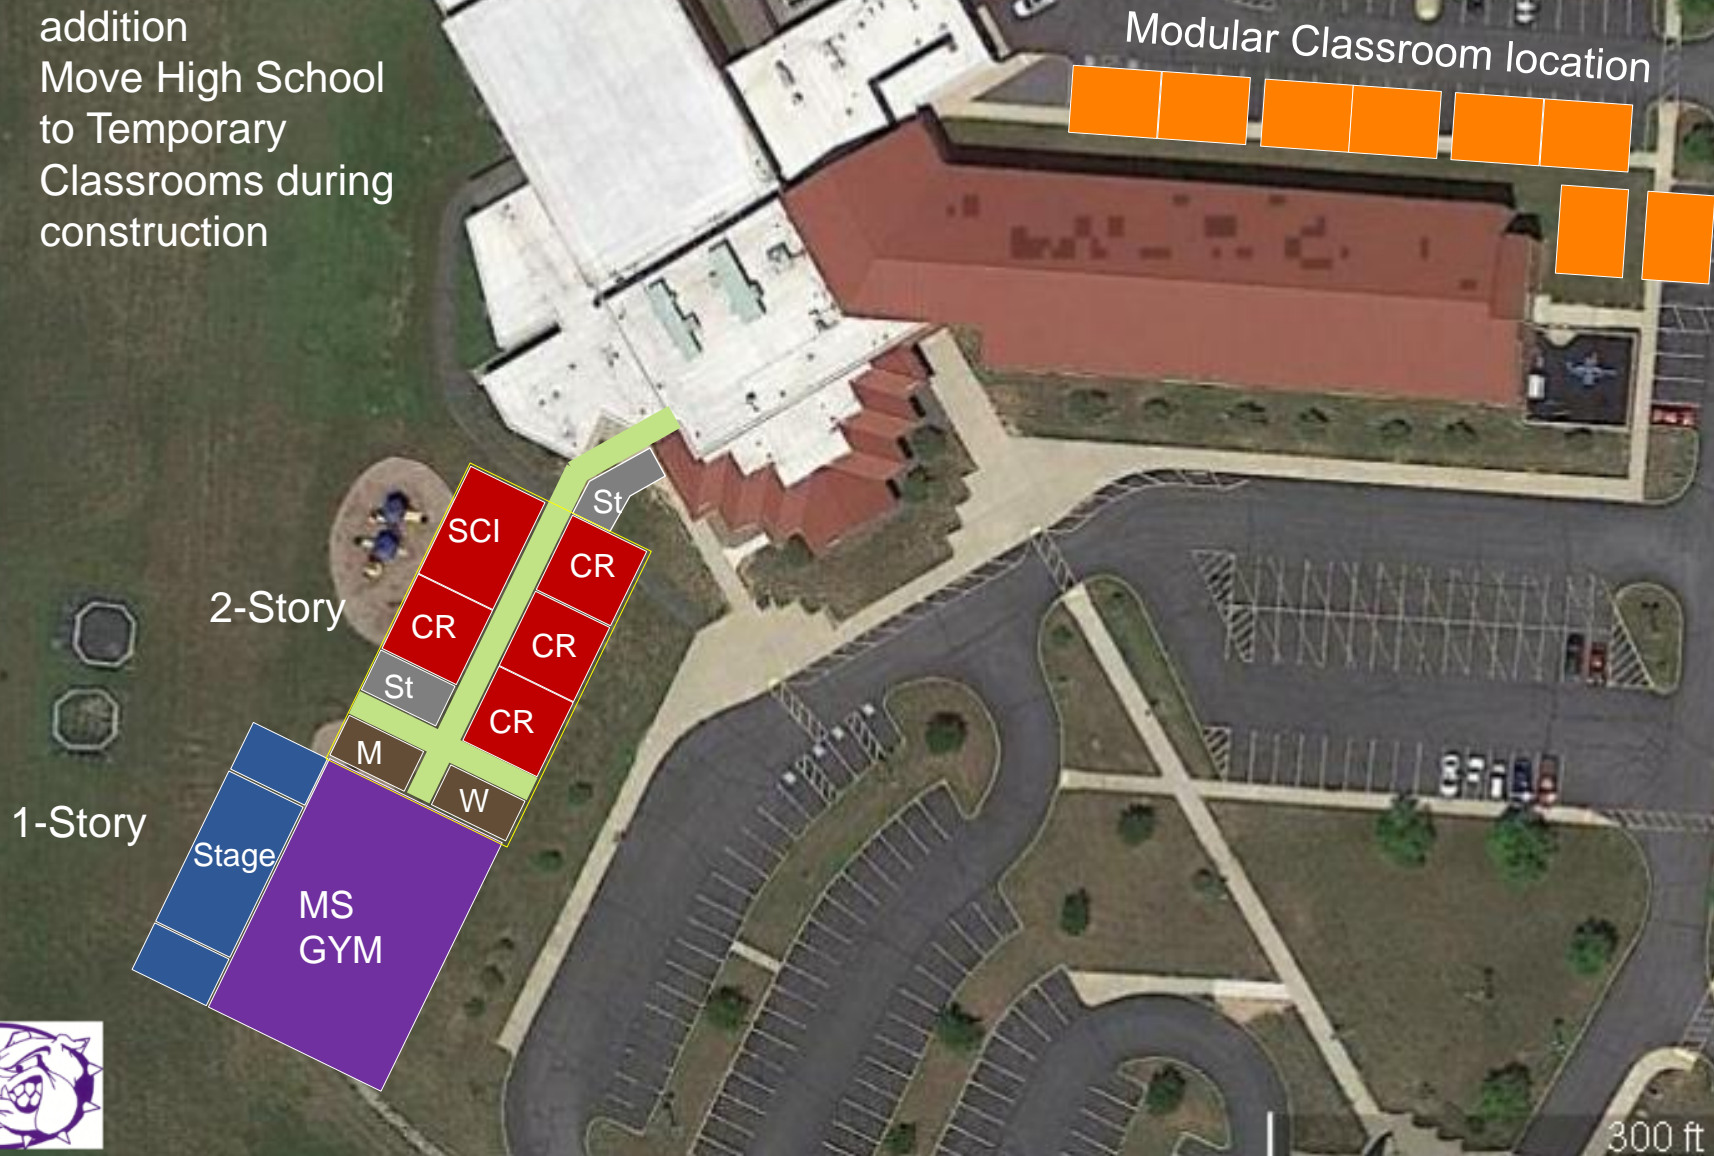 addition
Move High School
to Temporary
Classrooms during
construction
Modular Classroom location
St
SCI
CR
CR
2-Story
CR
St
CR
M
W
1-Story
Stage
MS
GYM
300 ft